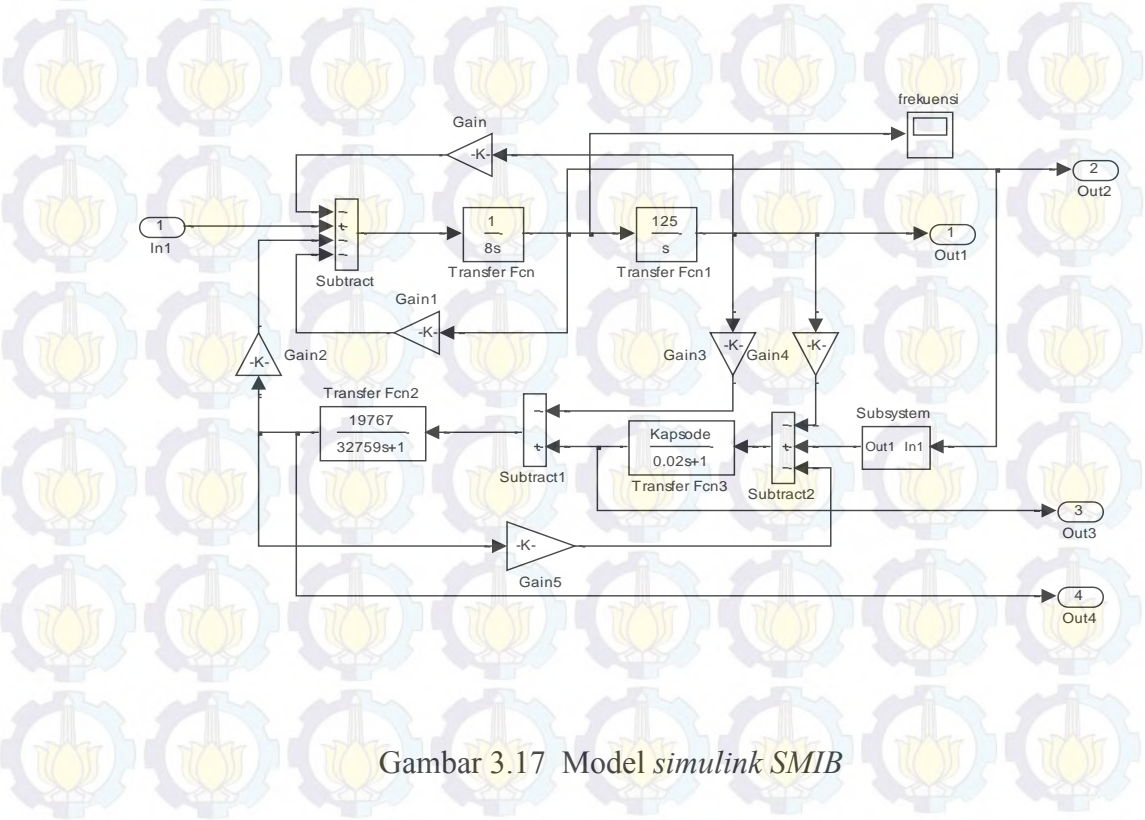 frekuensi
Gain
-K-
2
Out2
1
In1
1
8s
Transfer Fcn
125
s
Transfer Fcn1
1
Out1
Subtract
Gain1
-K-
Gain2
-K-
Gain3
-K-
Gain4
-K-
Transfer Fcn2
19767
32759s+1
Subtract1
Kapsode
0.02s+1
Transfer Fcn3
Subtract2
Subsystem
Out1 In1
3
Out3
-K-
Gain5
4
Out4
Gambar 3.17 Model simulink SMIB